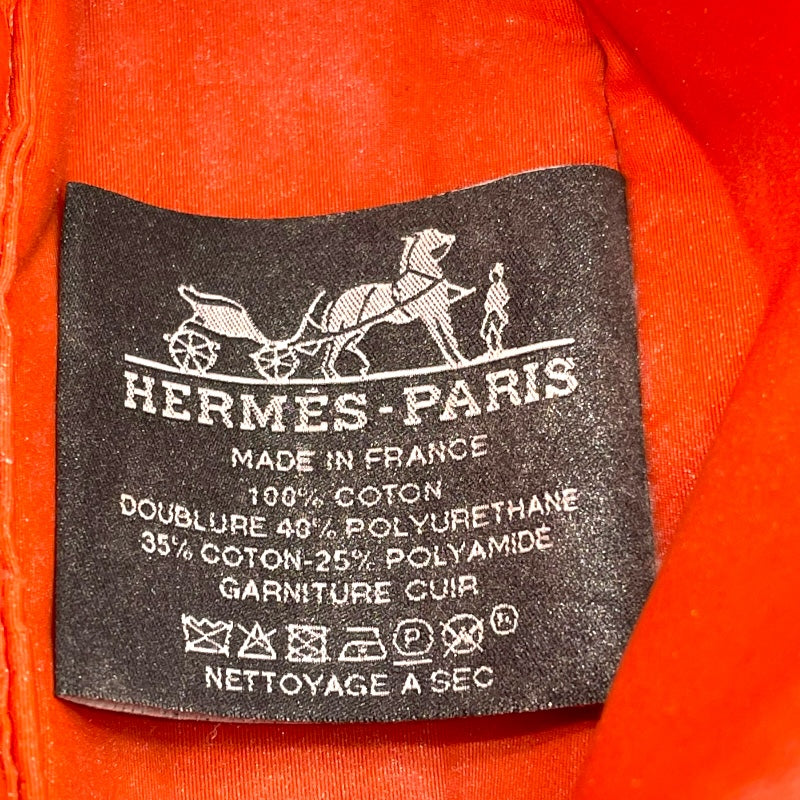 HERMÈS-PARIS
MADE IN FRANCE
100% COTON
DOUBLURE 40% POLYURETHANE
35% COTON-25% POLYAMIDE
GARNITURE CUIR
P W ®
NETTOYAGE A SEC